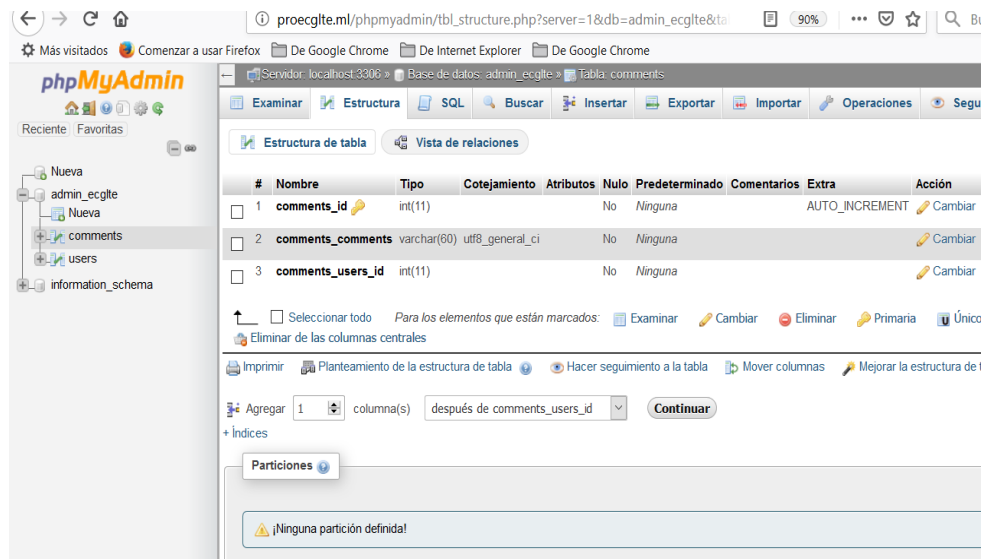 proecglte.ml/phpmyadmin/tbl_structure.php?server=1&db=admin_ecglte&ta
90%
Más visitados Comenzar a usar Firefox De Google Chrome De Internet Explorer De Google Chrome
phpMyAdmin
Reciente Favoritas
Nueva
admin_ecglte
Nueva
comments
users
information_schema
Servidor: localhost:3306 » Base de datos: admin_ecglte » Tabla: comments
Examinar Estructura SQL Buscar Insertar Exportar Importar Operaciones Segu
Estructura de tabla Vista de relaciones
# Nombre Tipo Cotejamiento Atributos Nulo Predeterminado Comentarios Extra Acción
1 comments_id int(11) No Ninguna AUTO_INCREMENT Cambiar
2 comments_comments varchar(60) utf8_general_ci No Ninguna Cambiar
3 comments_users_id int(11) No Ninguna Cambiar
Seleccionar todo Para los elementos que están marcados: Examinar Cambiar Eliminar Primaria Único
Eliminar de las columnas centrales
Imprimir Planteamiento de la estructura de tabla Hacer seguimiento a la tabla Mover columnas Mejorar la estructura de t
Agregar 1 columna(s) después de comments_users_id Continuar
+ Índices
Particiones
¡Ninguna partición definida!